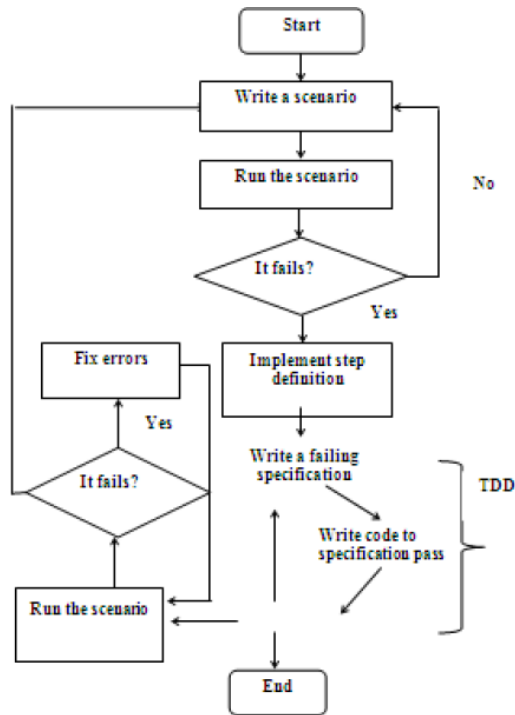 Start
Write a scenario
Run the scenario
No
It fails?
Yes
Implement step
definition
Fix errors
Yes
It fails?
Write a failing
specification
TDD
Write code to
specification pass
Run the scenario
End